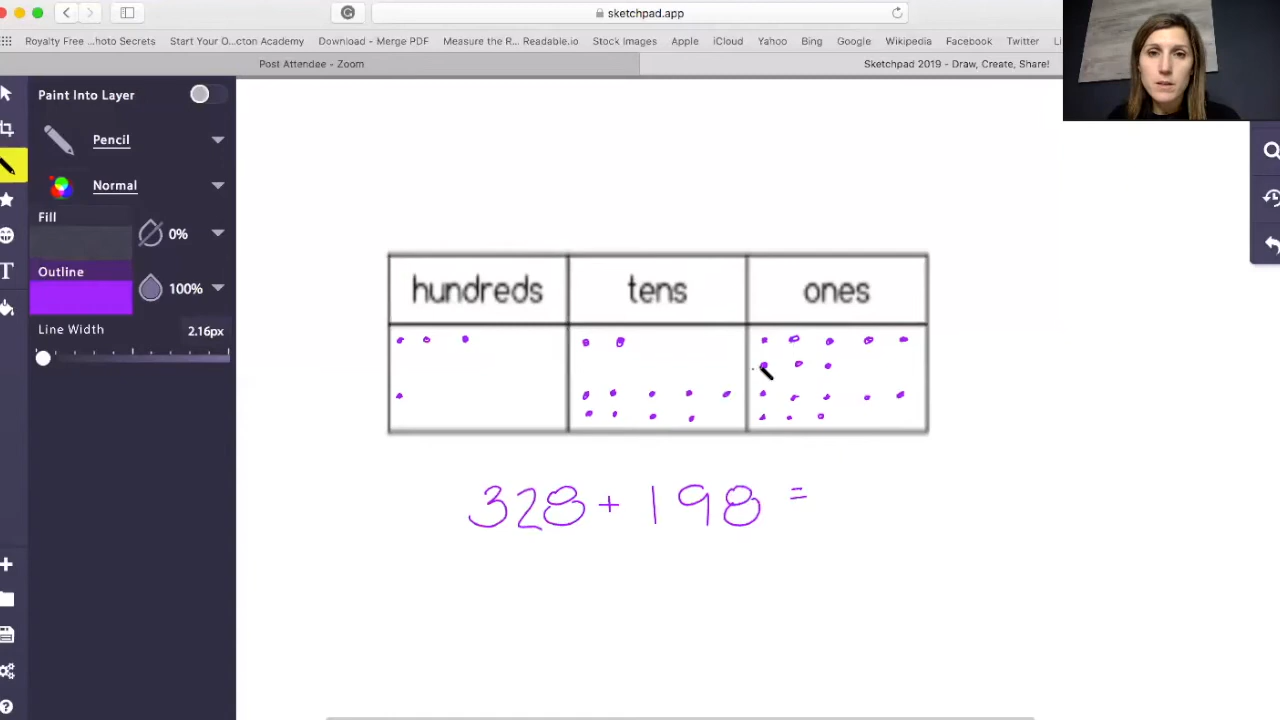 sketchpad.app
Royalty Free ...hoto Secrets Start Your O...cton Academy Download - Merge PDF Measure the R... Readable.io Stock Images Apple iCloud Yahoo Bing Google Wikipedia Facebook Twitter
Post Attendee - Zoom Sketchpad 2019 - Draw, Create, Share!
Paint Into Layer
Pencil
Normal
Fill
0%
Outline
100%
Line Width 2.16px
hundreds tens ones
328 + 198 =